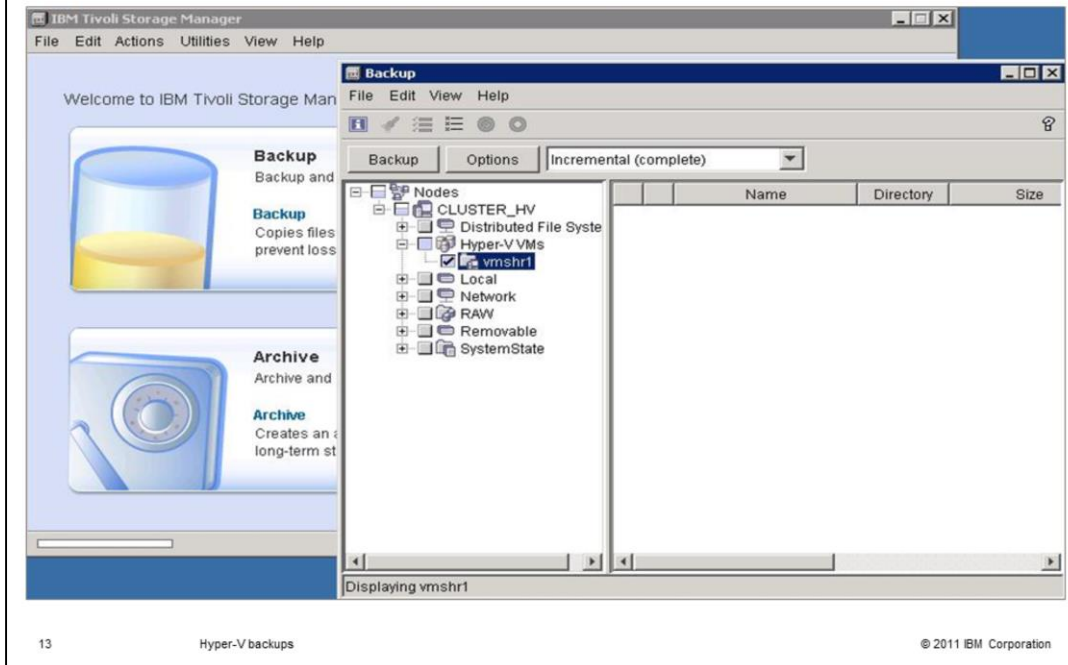 IBM Tivoli Storage Manager
File Edit Actions Utilities View Help
Welcome to IBM Tivoli Storage Man
Backup
Backup and
Backup
Copies files
prevent loss
Archive
Archive and
Archive
Creates an a
long-term st
Backup
File Edit View Help
Backup Options Incremental (complete)
Nodes
CLUSTER_HV
Distributed File Syste
Hyper-V VMs
vmshr1
Local
Network
RAW
Removable
SystemState
Name Directory Size
Displaying vmshr1
13 Hyper-V backups © 2011 IBM Corporation